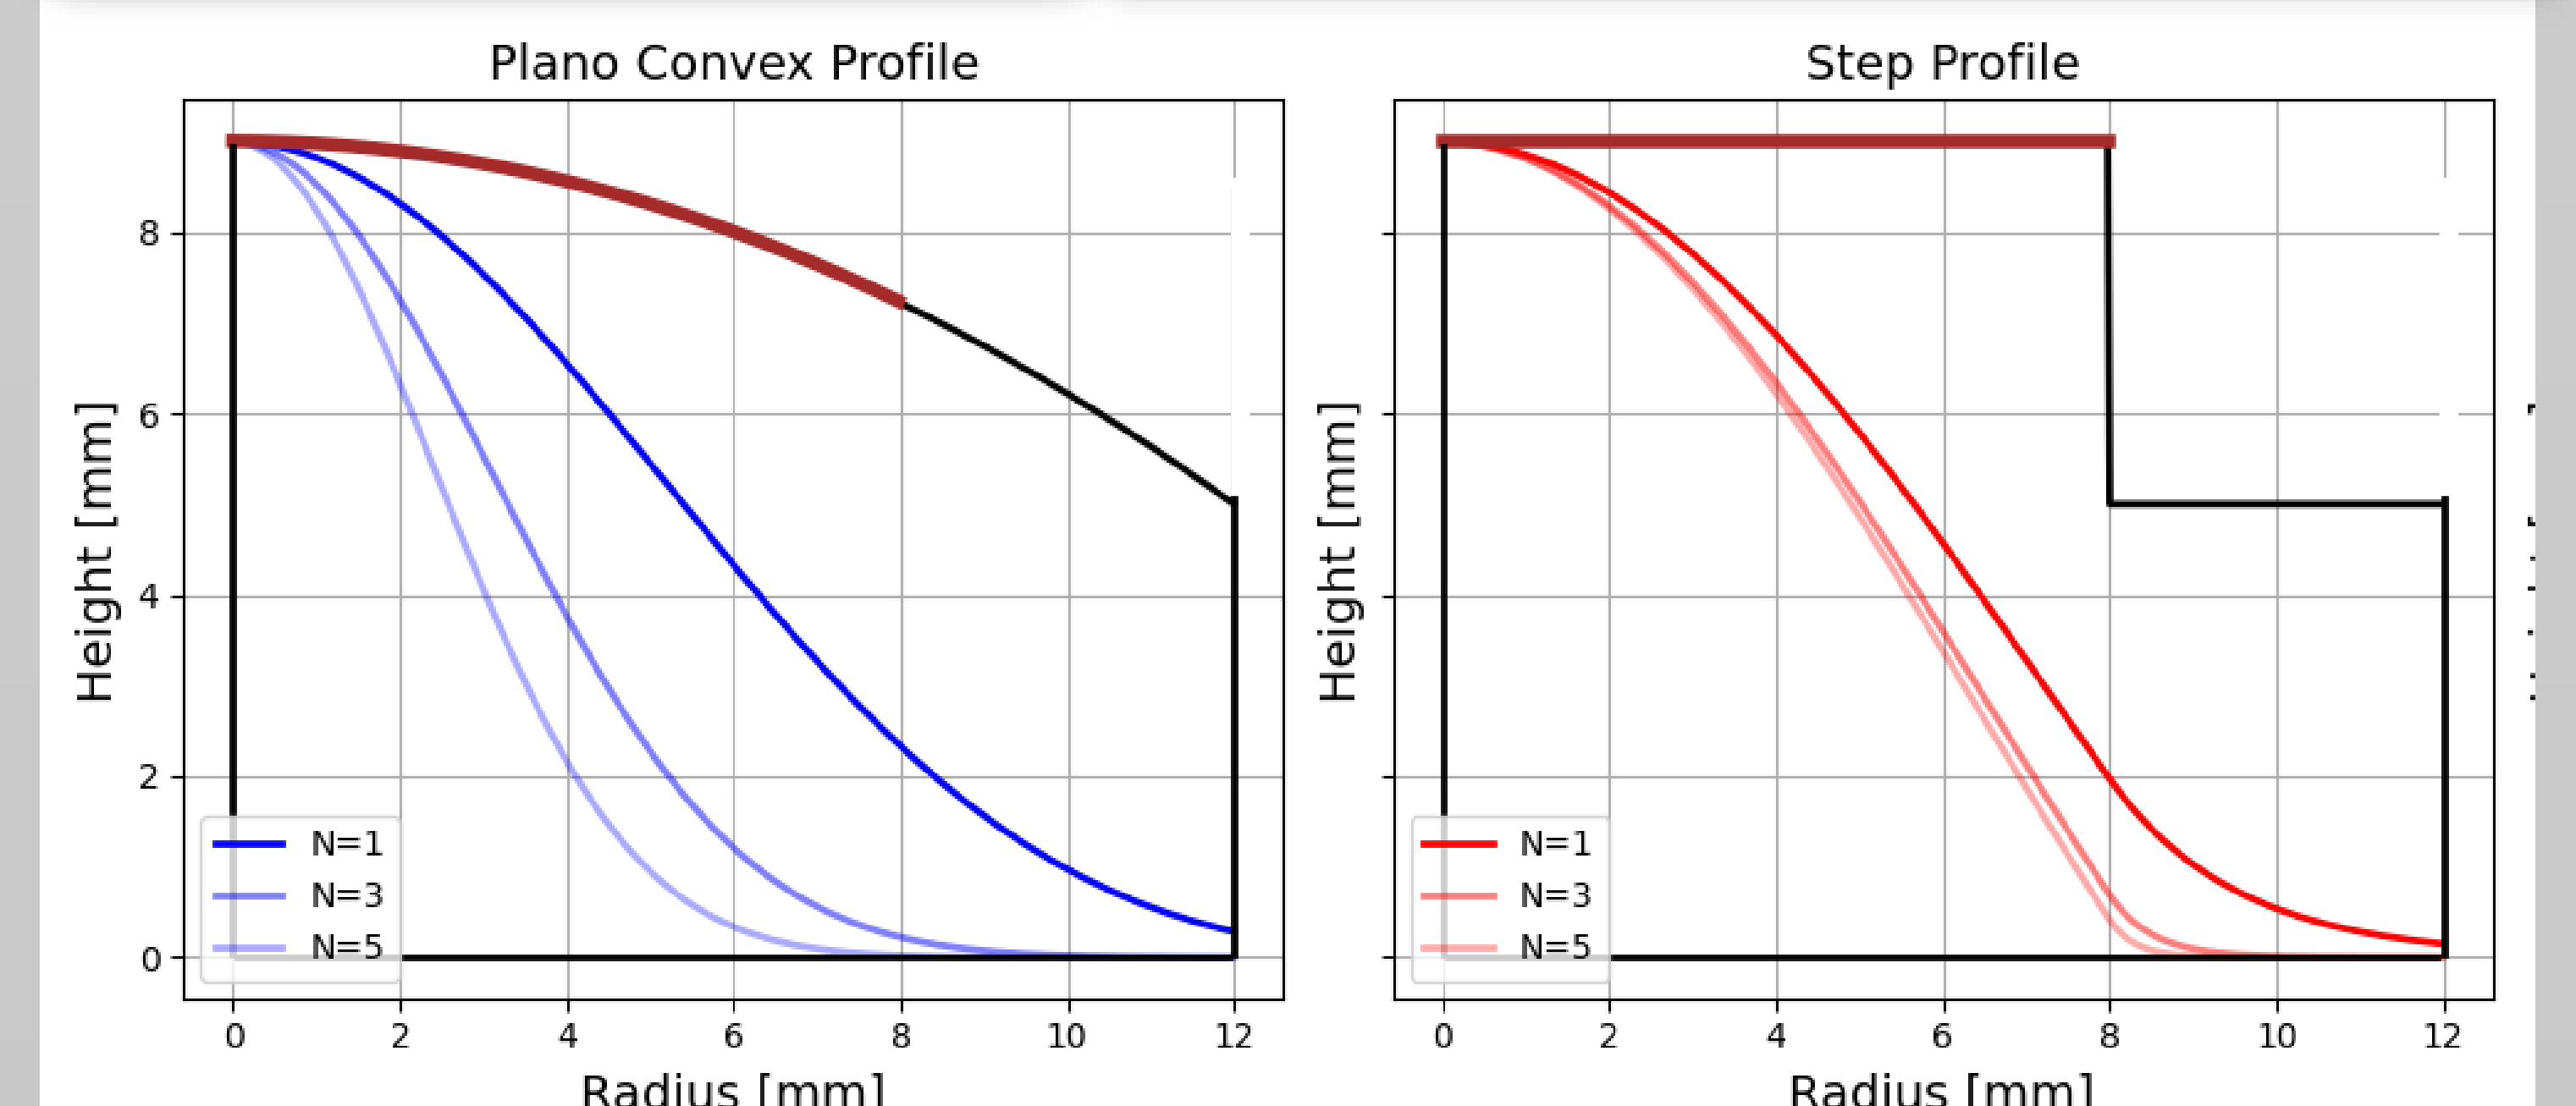 Plano Convex Profile
Height [mm]
8
6
4
2
0
N=1
N=3
N=5
0 2 4 6 8 10 12
Radius [mm]
Step Profile
Height [mm]
N=1
N=3
N=5
0 2 4 6 8 10 12
Radius [mm]